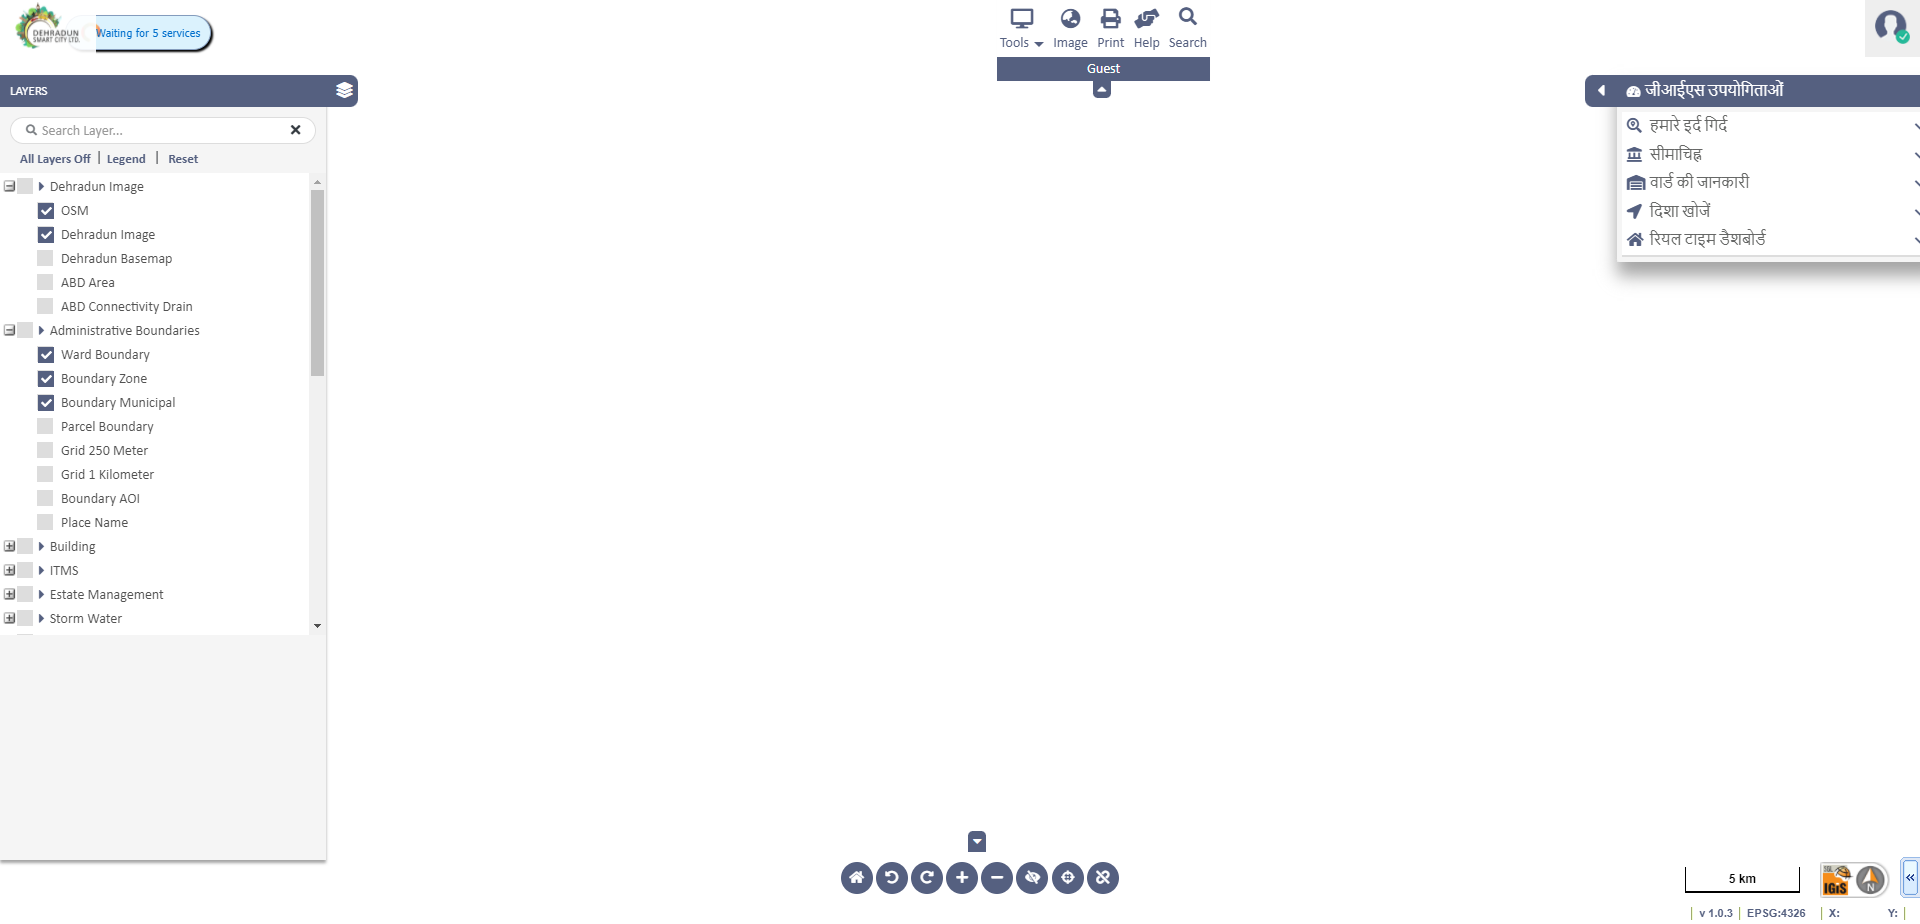 DEHRADUN
SMART CITY LTD.
Waiting for 5 services
Tools
Image
Print
Help
Search
Guest
LAYERS
Search Layer...
All Layers Off
Legend
Reset
Dehradun Image
OSM
Dehradun Image
Dehradun Basemap
ABD Area
ABD Connectivity Drain
Administrative Boundaries
Ward Boundary
Boundary Zone
Boundary Municipal
Parcel Boundary
Grid 250 Meter
Grid 1 Kilometer
Boundary AOI
Place Name
Building
ITMS
Estate Management
Storm Water
जीआईएस उपयोगिताओं
हमारे इर्द गिर्द
सीमाचिह्न
वार्ड की जानकारी
दिशा खोजें
रियल टाइम डैशबोर्ड
5 km
IGiS
N
v 1.0.3
EPSG:4326
X:
Y: